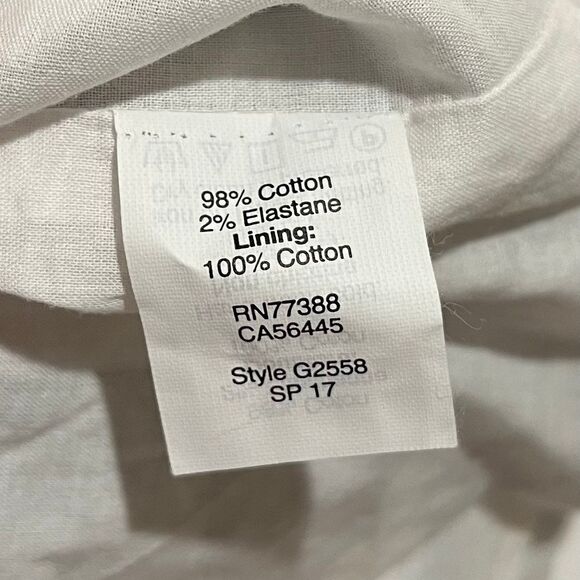 98% Cotton
2% Elastane
Lining:
100% Cotton
RN77388
CA56445
Style G2558
SP 17